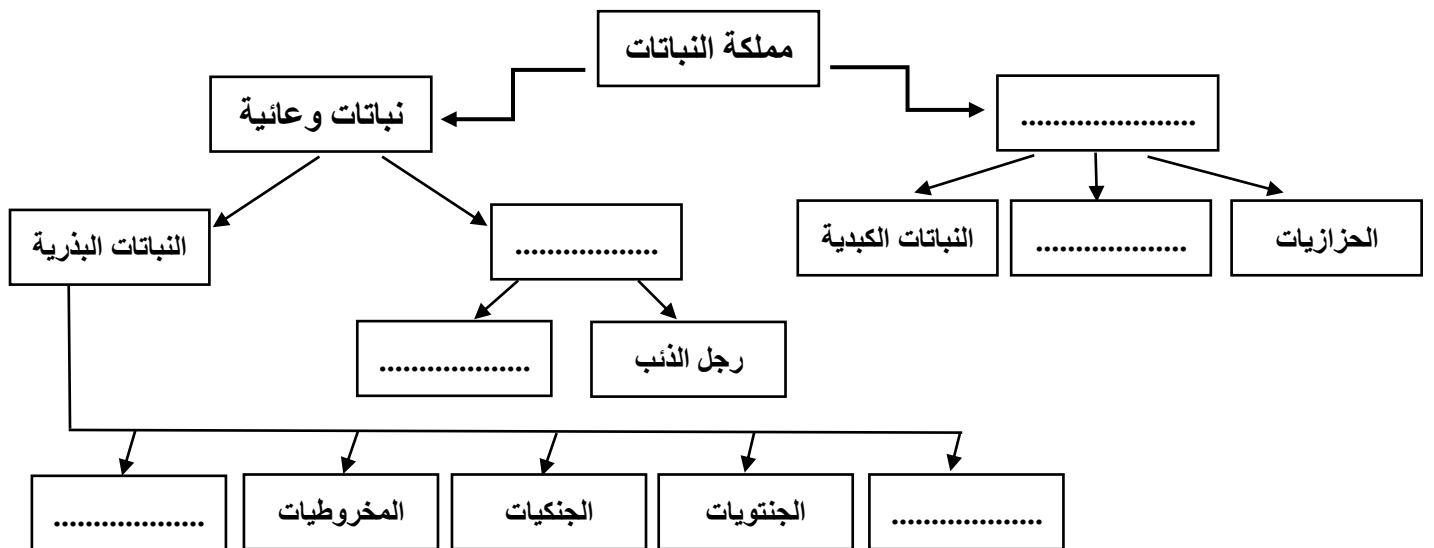 مملكة النباتات
......................
نباتات وعائية
الحزازيات
...................
النباتات الكبدية
..................
النباتات البذرية
رجل الذئب
...................
...................
الجنتويات
الجنكيات
المخروطيات
...................